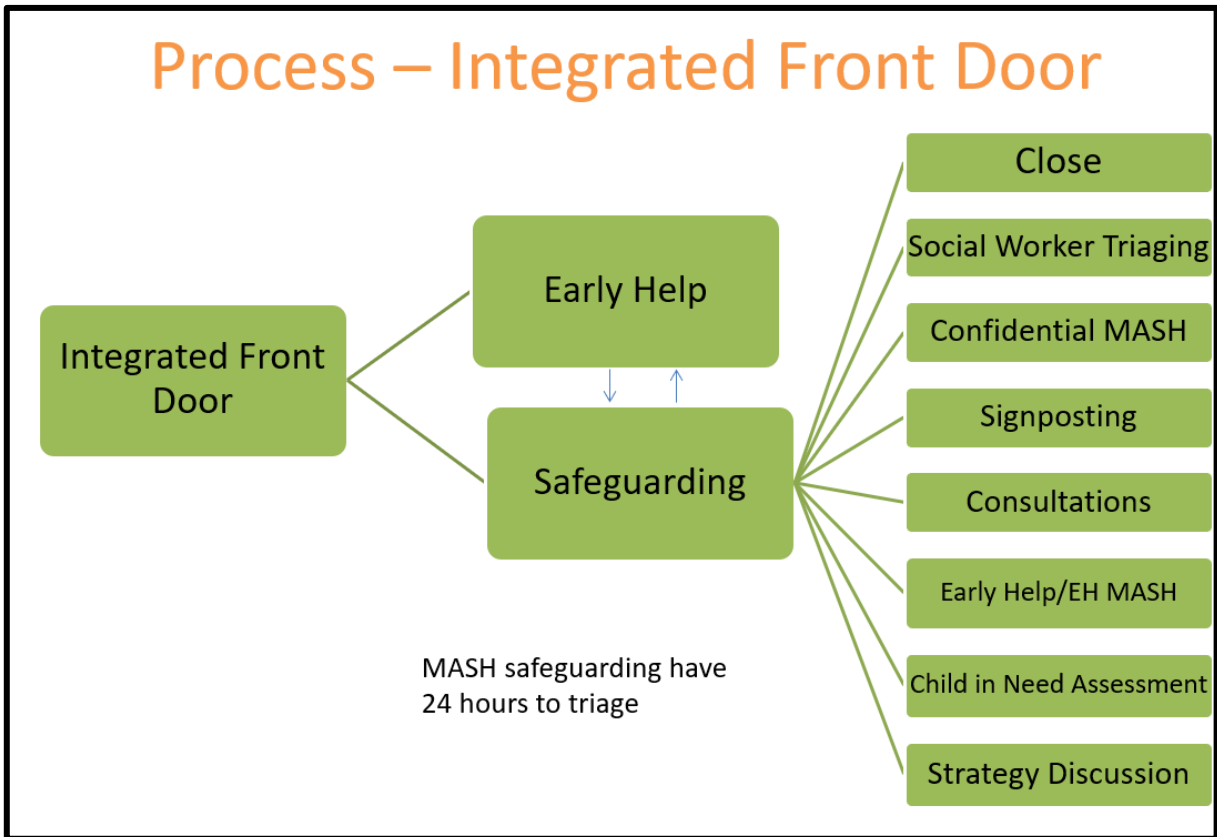 Process – Integrated Front Door
Integrated Front
Door
Early Help
Safeguarding
MASH safeguarding have
24 hours to triage
Close
Social Worker Triaging
Confidential MASH
Signposting
Consultations
Early Help/EH MASH
Child in Need Assessment
Strategy Discussion